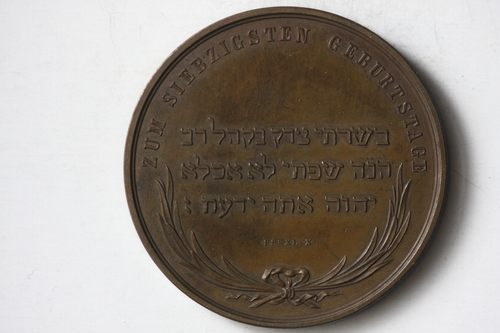 ZUM SIEBZIGSTEN GEBURTSTAGE
בשרתי צדק בקהל רב
הנה שפתי לא אכלא
יהוה אתה ידעת :